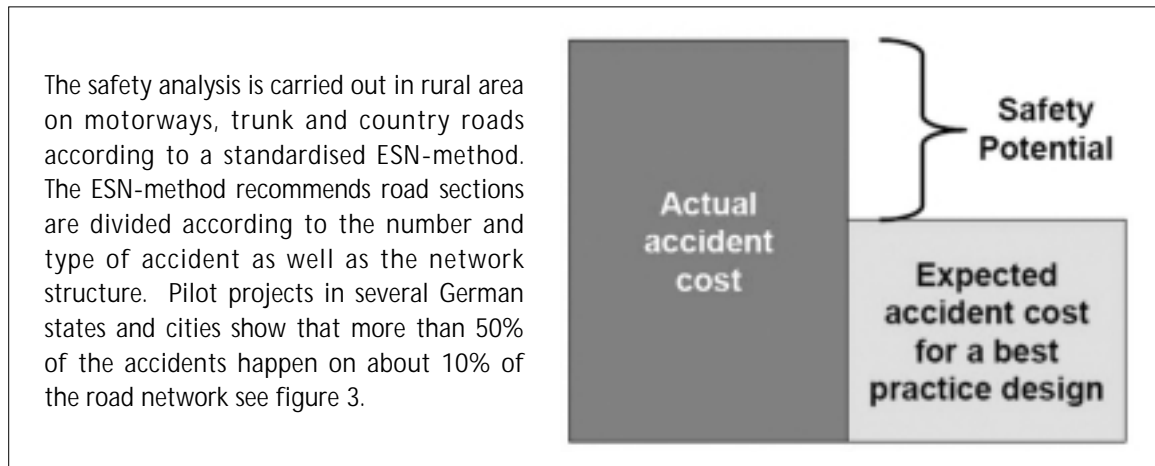 The safety analysis is carried out in rural area
on motorways, trunk and country roads
according to a standardised ESN-method.
The ESN-method recommends road sections
are divided according to the number and
type of accident as well as the network
structure. Pilot projects in several German
states and cities show that more than 50%
of the accidents happen on about 10% of
the road network see figure 3.
Actual
accident
cost
Safety
Potential
Expected
accident cost
for a best
practice design